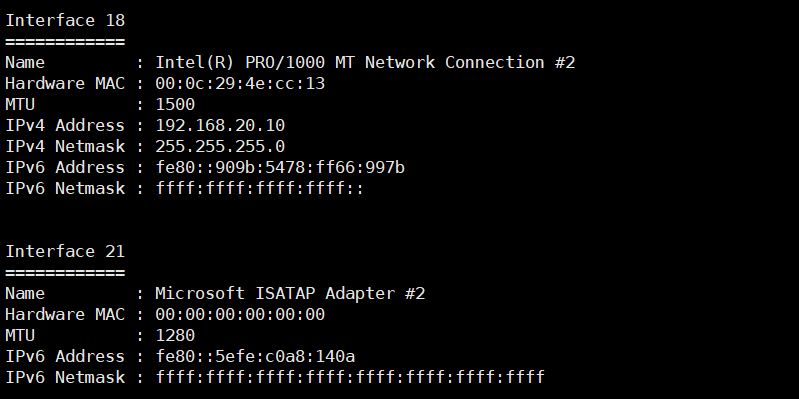 Interface 18
============
Name         : Intel(R) PRO/1000 MT Network Connection #2
Hardware MAC : 00:0c:29:4e:cc:13
MTU          : 1500
IPv4 Address : 192.168.20.10
IPv4 Netmask : 255.255.255.0
IPv6 Address : fe80::909b:5478:ff66:997b
IPv6 Netmask : ffff:ffff:ffff:ffff::
Interface 21
============
Name         : Microsoft ISATAP Adapter #2
Hardware MAC : 00:00:00:00:00:00
MTU          : 1280
IPv6 Address : fe80::5efe:c0a8:140a
IPv6 Netmask : ffff:ffff:ffff:ffff:ffff:ffff:ffff:ffff